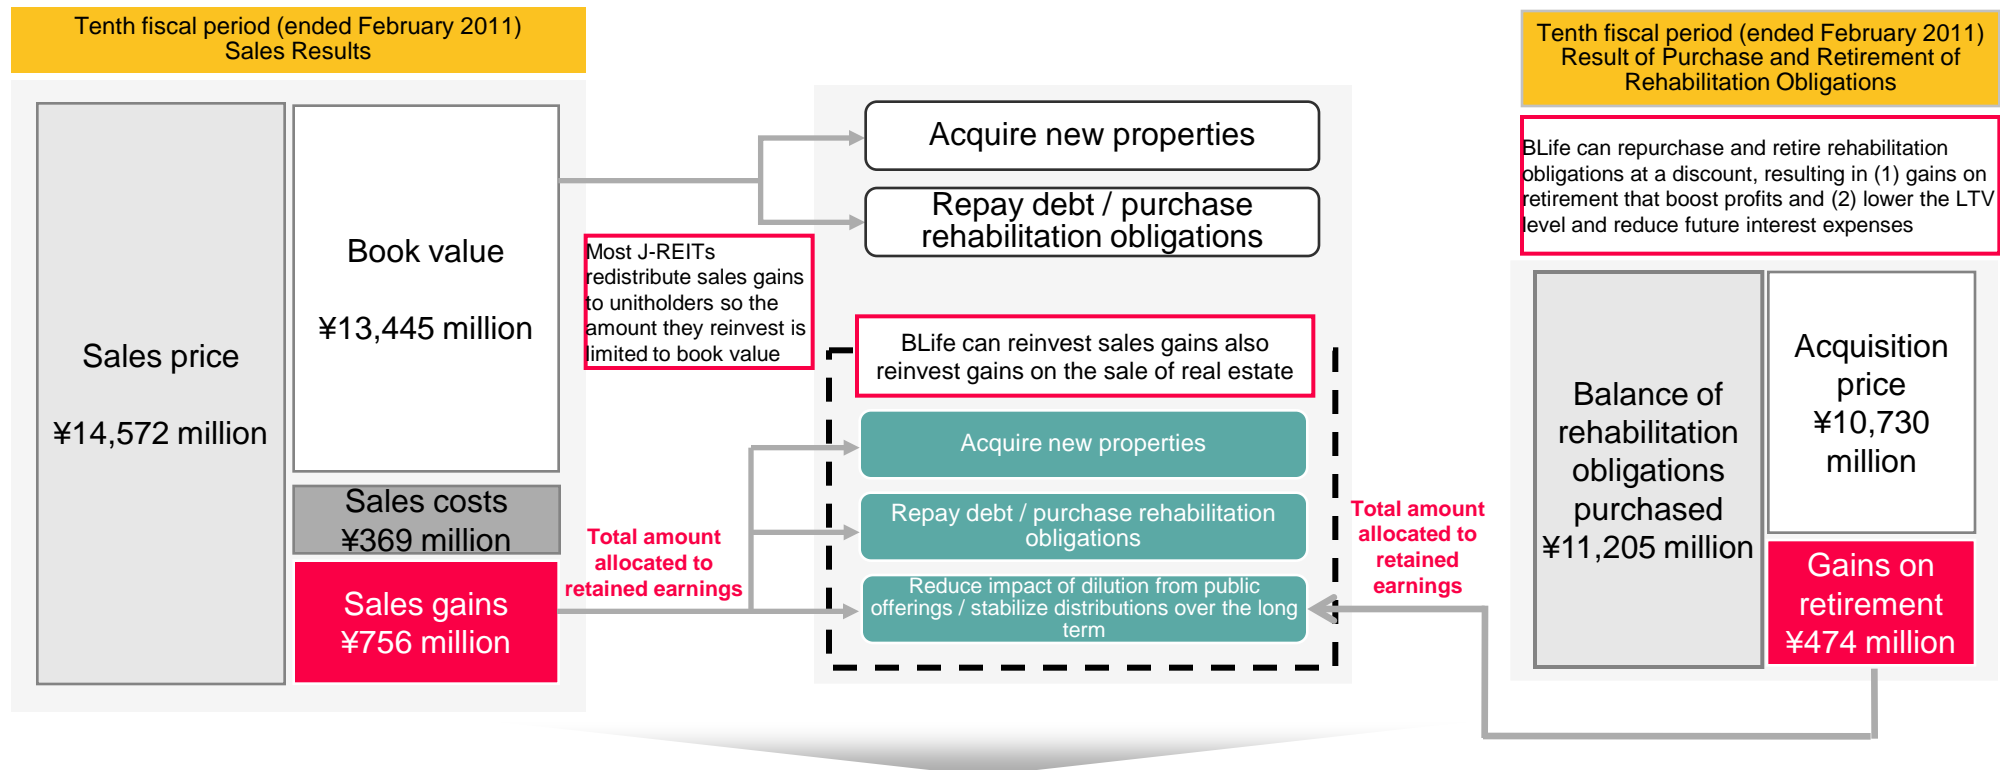 Tenth fiscal period (ended February 2011)
Sales Results
Sales price
¥14,572 million
Book value
¥13,445 million
Sales costs
¥369 million
Sales gains
¥756 million
Most J-REITs
redistribute sales gains
to unitholders so the
amount they reinvest is
limited to book value
Total amount
allocated to
retained earnings
Acquire new properties
Repay debt / purchase
rehabilitation obligations
BLife can reinvest sales gains also
reinvest gains on the sale of real estate
Acquire new properties
Repay debt / purchase rehabilitation
obligations
Reduce impact of dilution from public
offerings / stabilize distributions over the long
term
Total amount
allocated to
retained
earnings
Tenth fiscal period (ended February 2011)
Result of Purchase and Retirement of
Rehabilitation Obligations
BLife can repurchase and retire rehabilitation
obligations at a discount, resulting in (1) gains on
retirement that boost profits and (2) lower the LTV
level and reduce future interest expenses
Balance of
rehabilitation
obligations
purchased
¥11,205 million
Acquisition
price
¥10,730
million
Gains on
retirement
¥474 million